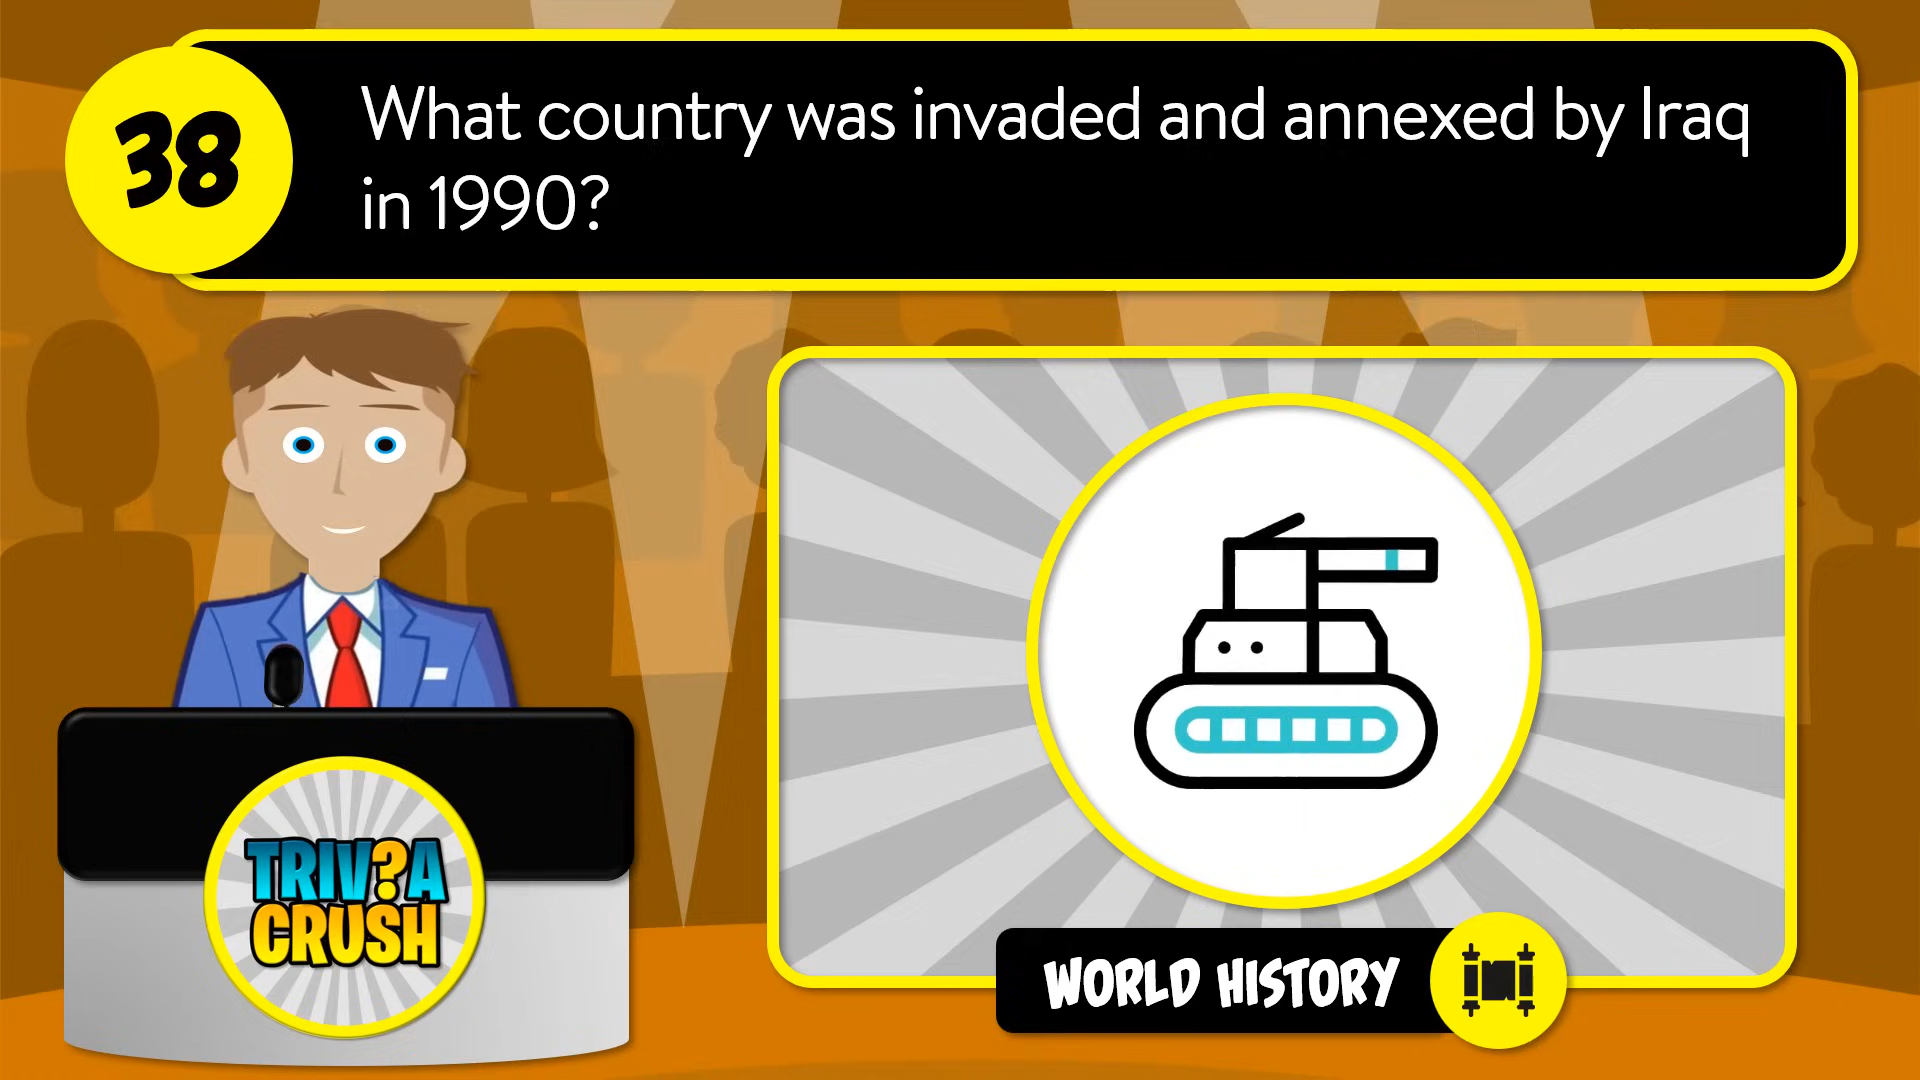 38
What country was invaded and annexed by Iraq
in 1990?
TRIV?A
CRUSH
WORLD HISTORY